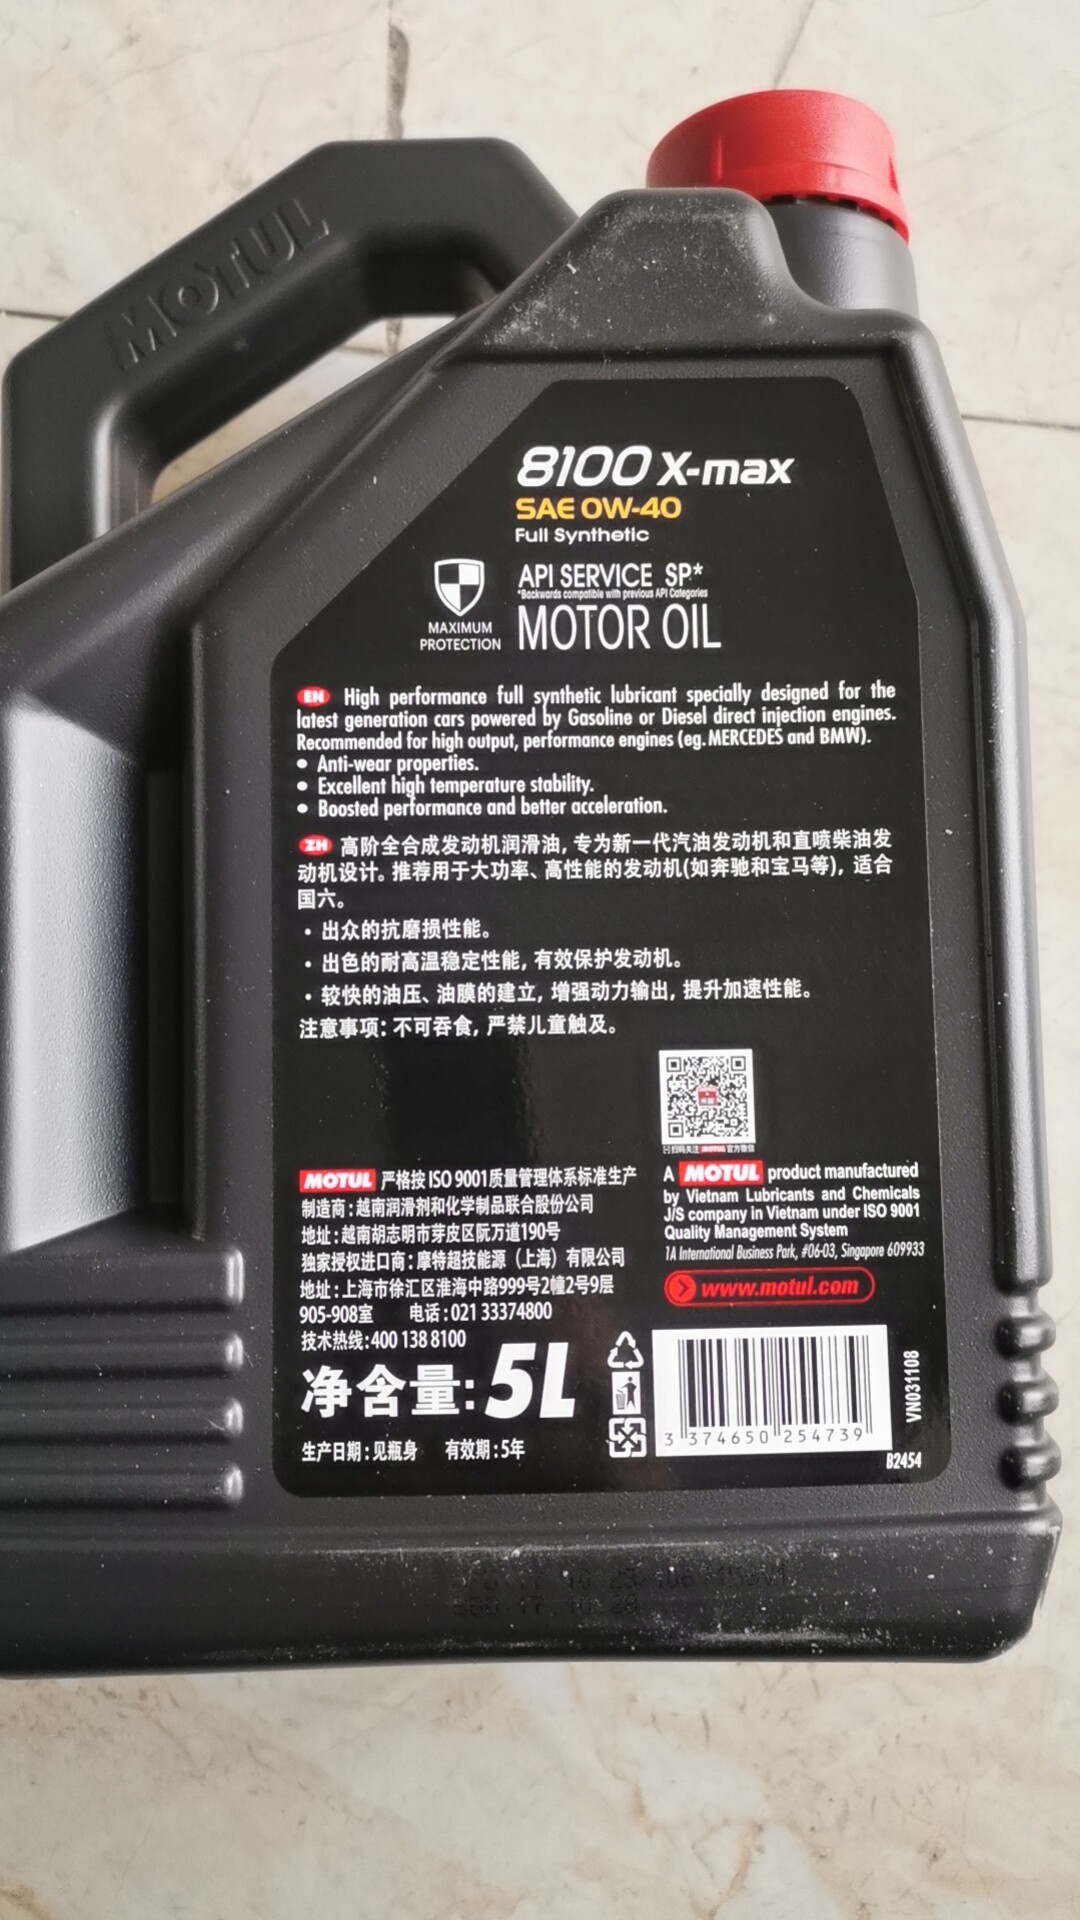 MOTUL
8100 X-max
SAE 0W-40
Full Synthetic
API SERVICE SP*
*Backwards compatible with previous API Categories
MOTOR OIL
MAXIMUM
PROTECTION
EN High performance full synthetic lubricant specially designed for the
latest generation cars powered by Gasoline or Diesel direct injection engines.
Recommended for high output, performance engines (eg. MERCEDES and BMW).
• Anti-wear properties.
• Excellent high temperature stability.
• Boosted performance and better acceleration.
ZH 高阶全合成发动机润滑油, 专为新一代汽油发动机和直喷柴油发
动机设计。推荐用于大功率、高性能的发动机(如奔驰和宝马等), 适合
国六。
• 出众的抗磨损性能。
• 出色的耐高温稳定性能, 有效保护发动机。
• 较快的油压、油膜的建立, 增强动力输出, 提升加速性能。
注意事项: 不可吞食, 严禁儿童触及。
扫码关注 MOTUL 官方微信
MOTUL 严格按 ISO 9001质量管理体系标准生产
制造商: 越南润滑剂和化学制品联合股份公司
地址: 越南胡志明市芽皮区阮万道190号
独家授权进口商: 摩特超技能源（上海）有限公司
地址: 上海市徐汇区淮海中路999号2幢2号9层
905-908室 电话: 021 33374800
技术热线: 400 138 8100
净含量: 5L
生产日期: 见瓶身 有效期: 5年
A MOTUL product manufactured
by Vietnam Lubricants and Chemicals
J/S company in Vietnam under ISO 9001
Quality Management System
1A International Business Park, #06-03, Singapore 609933
www.motul.com
3 374650 254739
VN031108
B2454